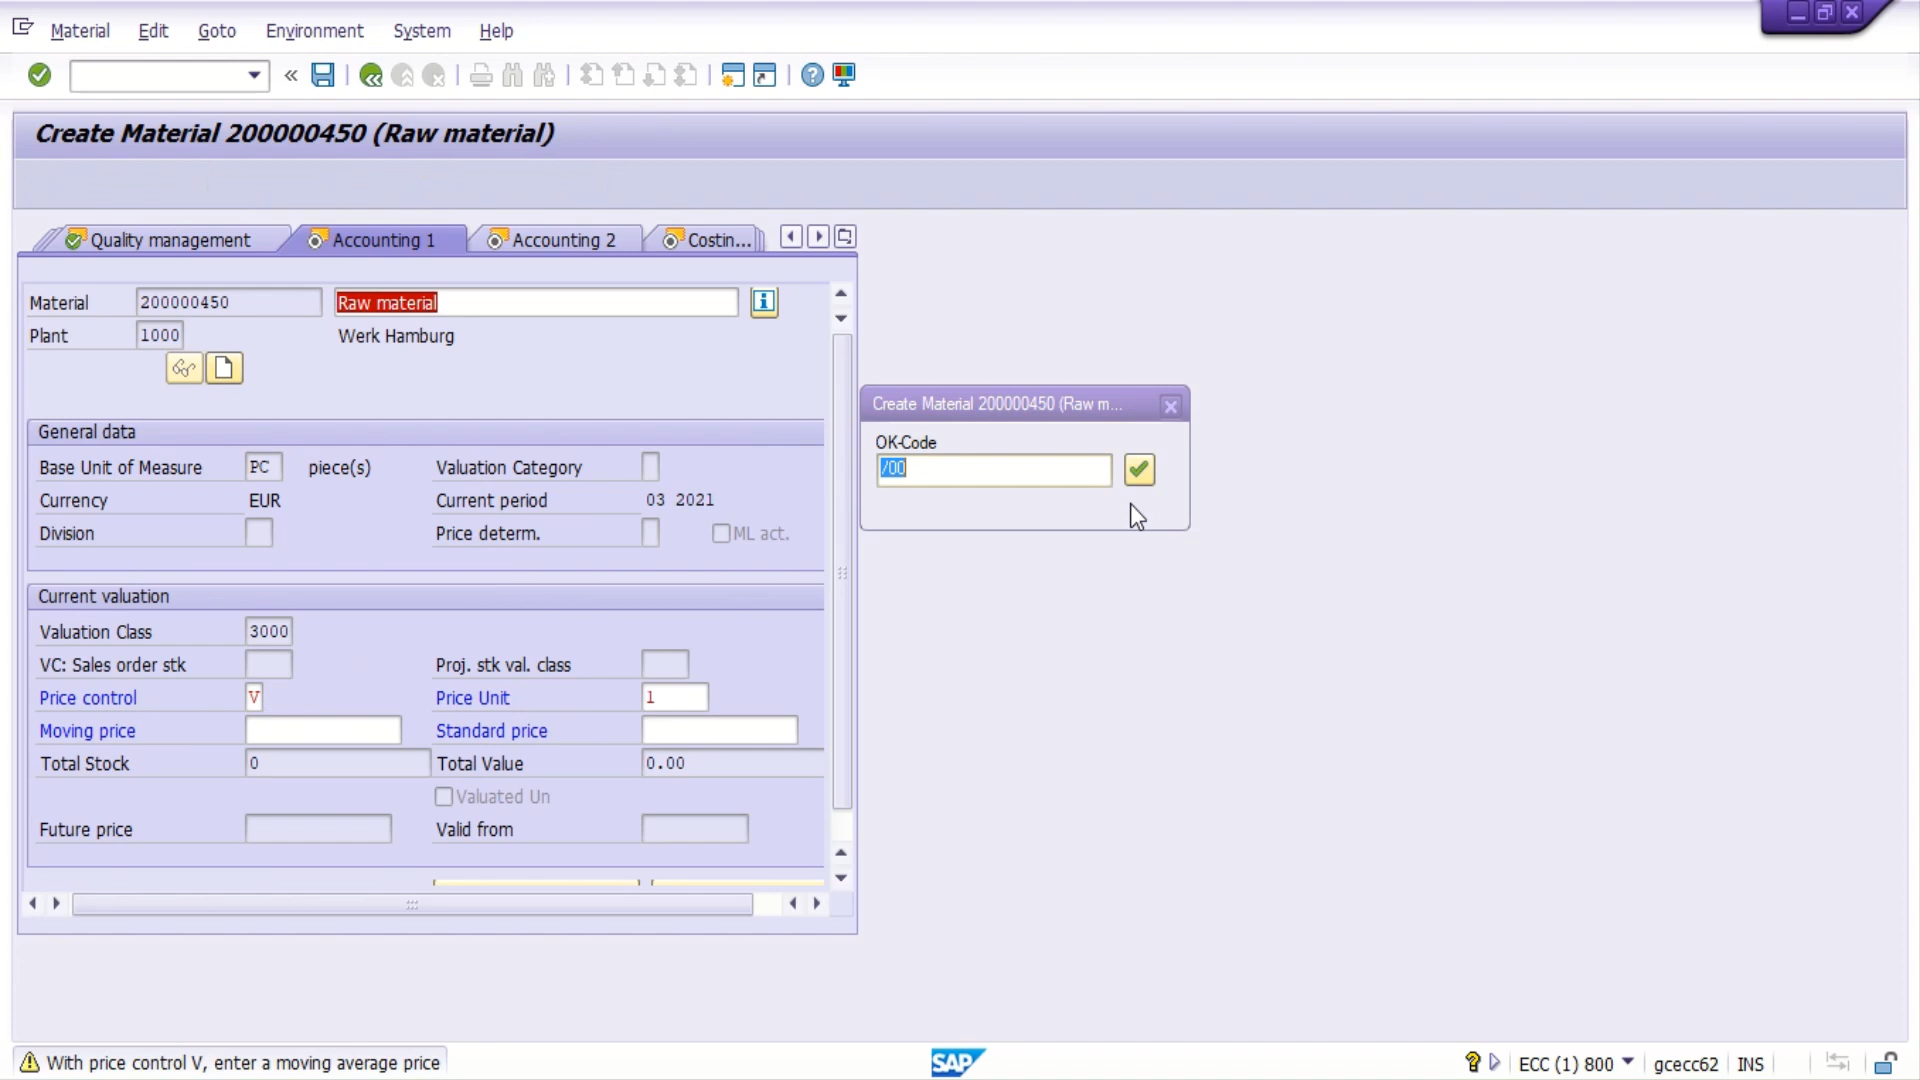 Material Edit Goto Environment System Help
Create Material 200000450 (Raw material)
Quality management Accounting 1 Accounting 2 Costin...
Material 200000450 Raw material
Plant 1000 Werk Hamburg
General data
Base Unit of Measure PC piece(s) Valuation Category
Currency EUR Current period 03 2021
Division Price determ. ML act.
Current valuation
Valuation Class 3000
VC: Sales order stk Proj. stk val. class
Price control V Price Unit 1
Moving price Standard price
Total Stock 0 Total Value 0.00
Valuated Un
Future price Valid from
Create Material 200000450 (Raw m...
OK-Code
/00
With price control V, enter a moving average price SAP ECC (1) 800 gcecc62 INS